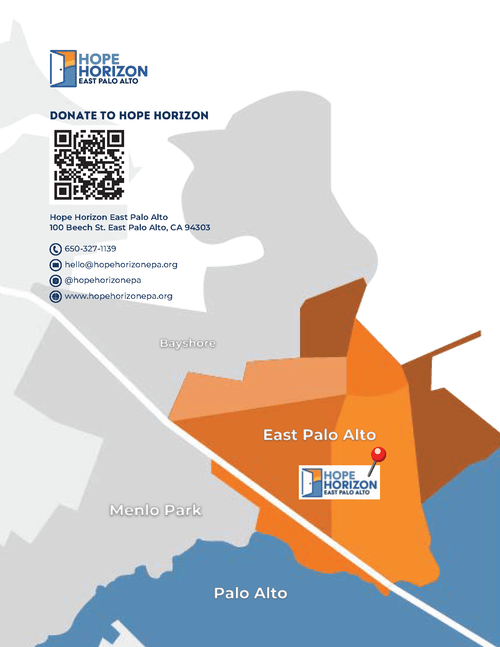 HOPE
HORIZON
EAST PALO ALTO
DONATE TO HOPE HORIZON
Hope Horizon East Palo Alto
100 Beech St. East Palo Alto, CA 94303
650-327-1139
hello@hopehorizonepa.org
@hopehorizonepa
www.hopehorizonepa.org
Bayshore
East Palo Alto
HOPE
HORIZON
EAST PALO ALTO
Menlo Park
Palo Alto